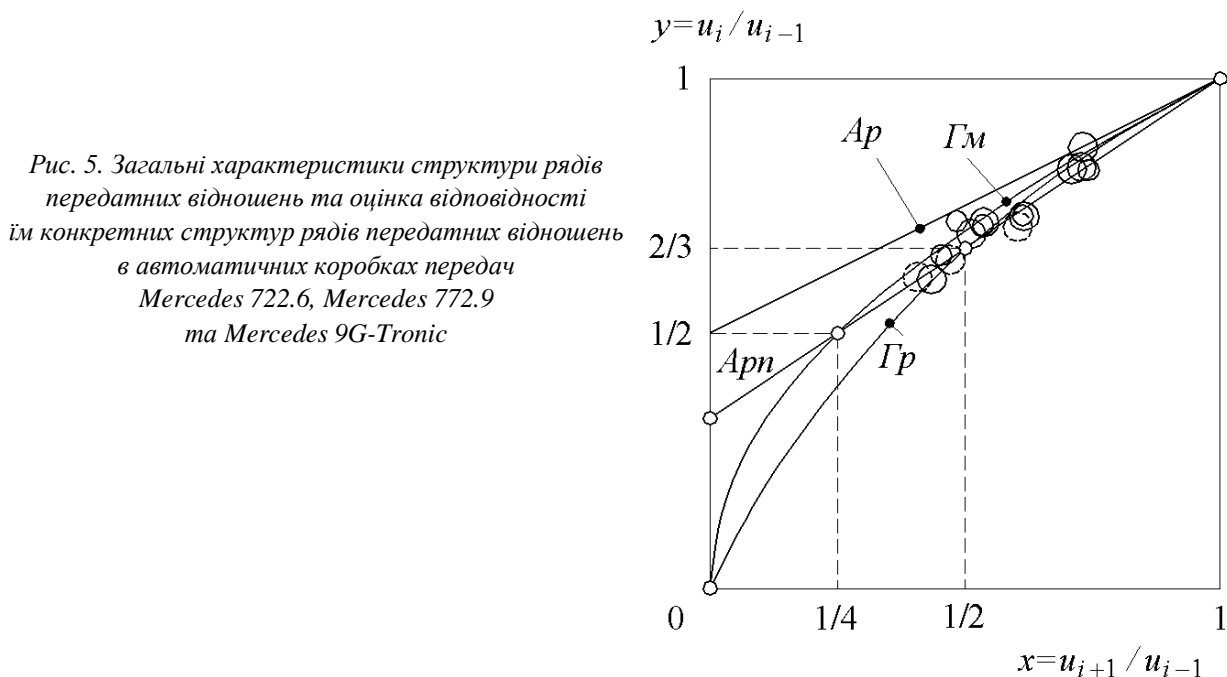 y=u_i / u_{i–1}
1
Ар
Гм
Рис. 5. Загальні характеристики структури рядів
передатних відношень та оцінка відповідності
їм конкретних структур рядів передатних відношень
в автоматичних коробках передач
Mercedes 722.6, Mercedes 772.9
та Mercedes 9G-Tronic
2/3
1/2
Арп
Гр
0
1/4
1/2
1
x=u_{i+1} / u_{i–1}